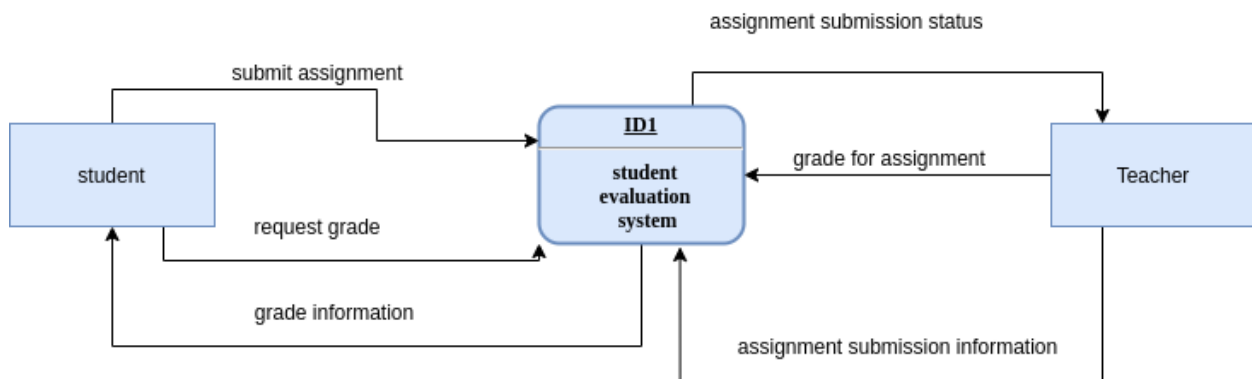 assignment submission status
submit assignment
ID1
student
evaluation
system
student
grade for assignment
Teacher
request grade
grade information
assignment submission information